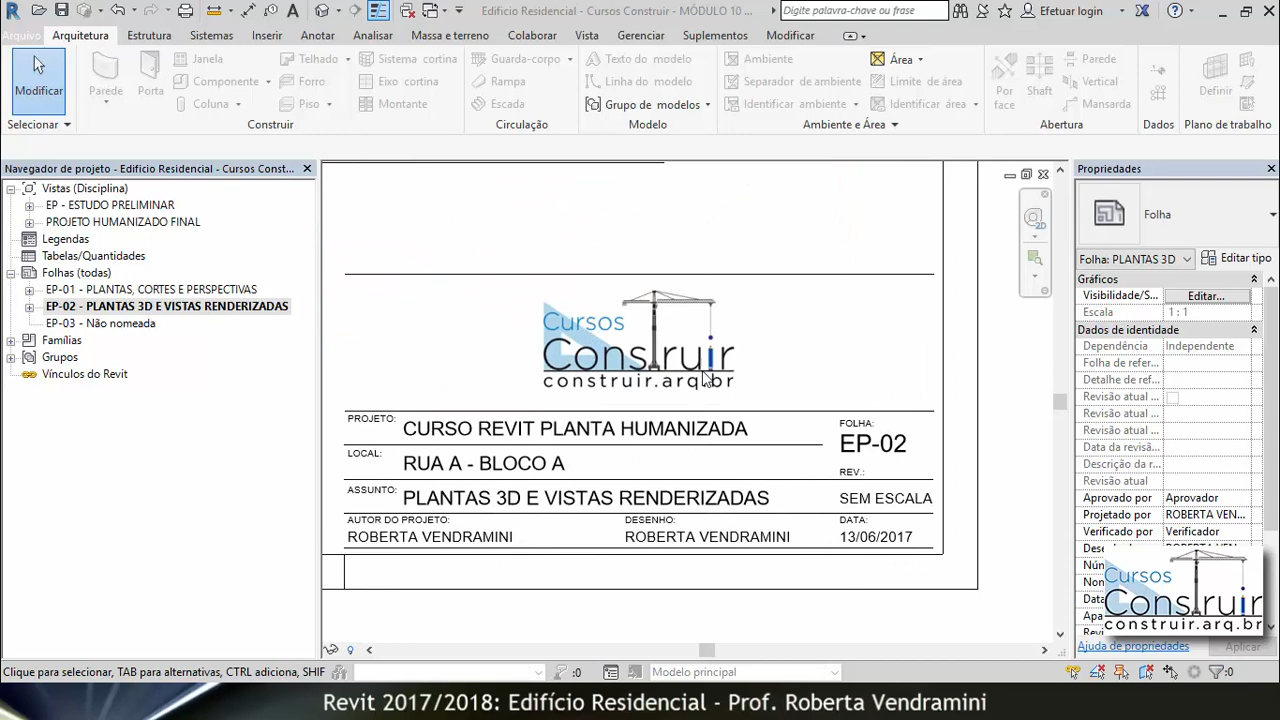 Edificio Residencial - Cursos Construir - MÓDULO 10 ...
Digite palavra-chave ou frase
Efetuar login
Arquivo
Arquitetura
Estrutura
Sistemas
Inserir
Anotar
Analisar
Massa e terreno
Colaborar
Vista
Gerenciar
Suplementos
Modificar
Modificar
Selecionar
Parede
Porta
Janela
Componente
Coluna
Telhado
Forro
Piso
Sistema cortina
Eixo cortina
Montante
Construir
Guarda-corpo
Rampa
Escada
Circulação
Texto do modelo
Linha do modelo
Grupo de modelos
Modelo
Ambiente
Separador de ambiente
Identificar ambiente
Área
Limite de área
Identificar área
Ambiente e Área
Por face
Shaft
Parede
Vertical
Mansarda
Abertura
Dados
Definir
Plano de trabalho
Navegador de projeto - Edificio Residencial - Cursos Const...
Vistas (Disciplina)
EP - ESTUDO PRELIMINAR
PROJETO HUMANIZADO FINAL
Legendas
Tabelas/Quantidades
Folhas (todas)
EP-01 - PLANTAS, CORTES E PERSPECTIVAS
EP-02 - PLANTAS 3D E VISTAS RENDERIZADAS
EP-03 - Não nomeada
Famílias
Grupos
Vínculos do Revit
2D
Cursos
Construir
construir.arq.br
PROJETO: CURSO REVIT PLANTA HUMANIZADA
FOLHA: EP-02
LOCAL: RUA A - BLOCO A
REV.:
ASSUNTO: PLANTAS 3D E VISTAS RENDERIZADAS
SEM ESCALA
AUTOR DO PROJETO: ROBERTA VENDRAMINI
DESENHO: ROBERTA VENDRAMINI
DATA: 13/06/2017
Propriedades
Folha
Folha: PLANTAS 3D
Editar tipo
Gráficos
Visibilidade/S... Editar...
Escala 1 : 1
Dados de identidade
Dependência Independente
Folha de refer...
Detalhe de ref...
Revisão atual ...
Revisão atual ...
Revisão atual ...
Data da revisã...
Descrição da r...
Revisão atual
Aprovado por Aprovador
Projetado por ROBERTA VEN...
Verificado por Verificador
Cursos
Construir
construir.arq.br
Ajuda de propriedades
Aplicar
Clique para selecionar, TAB para alternativas, CTRL adiciona, SHIF
:0
Modelo principal
:0
Revit 2017/2018: Edifício Residencial - Prof. Roberta Vendramini